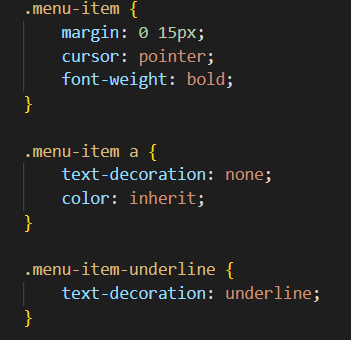 .menu-item {
    margin: 0 15px;
    cursor: pointer;
    font-weight: bold;
}

.menu-item a {
    text-decoration: none;
    color: inherit;
}

.menu-item-underline {
    text-decoration: underline;
}